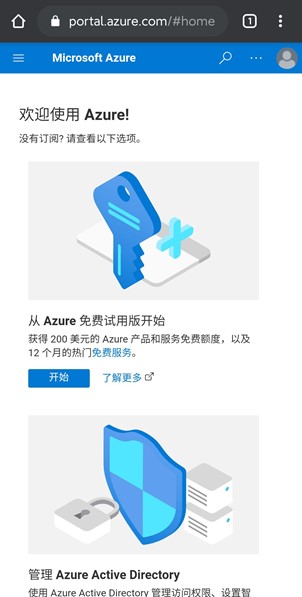 portal.azure.com/#home
1
Microsoft Azure
欢迎使用 Azure!
没有订阅? 请查看以下选项。
从 Azure 免费试用版开始
获得 200 美元的 Azure 产品和服务免费额度，以及
12 个月的热门免费服务。
开始 了解更多
管理 Azure Active Directory
使用 Azure Active Directory 管理访问权限、设置智